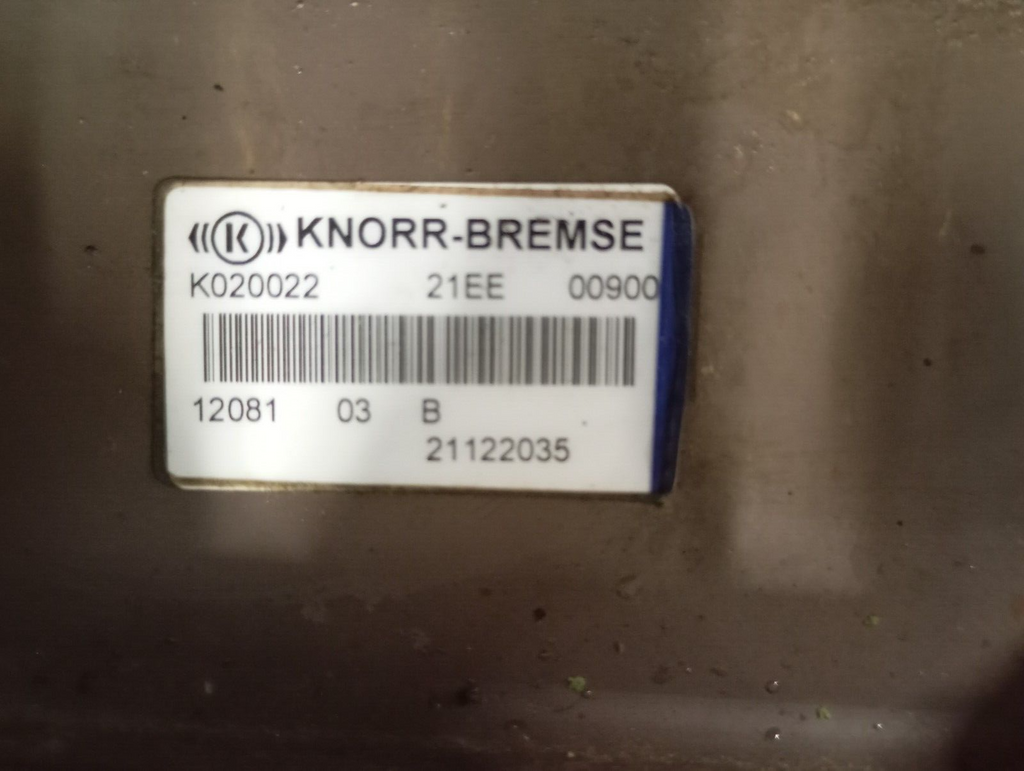 ((K)) KNORR-BREMSE
K020022 21EE 00900
12081 03 B
21122035